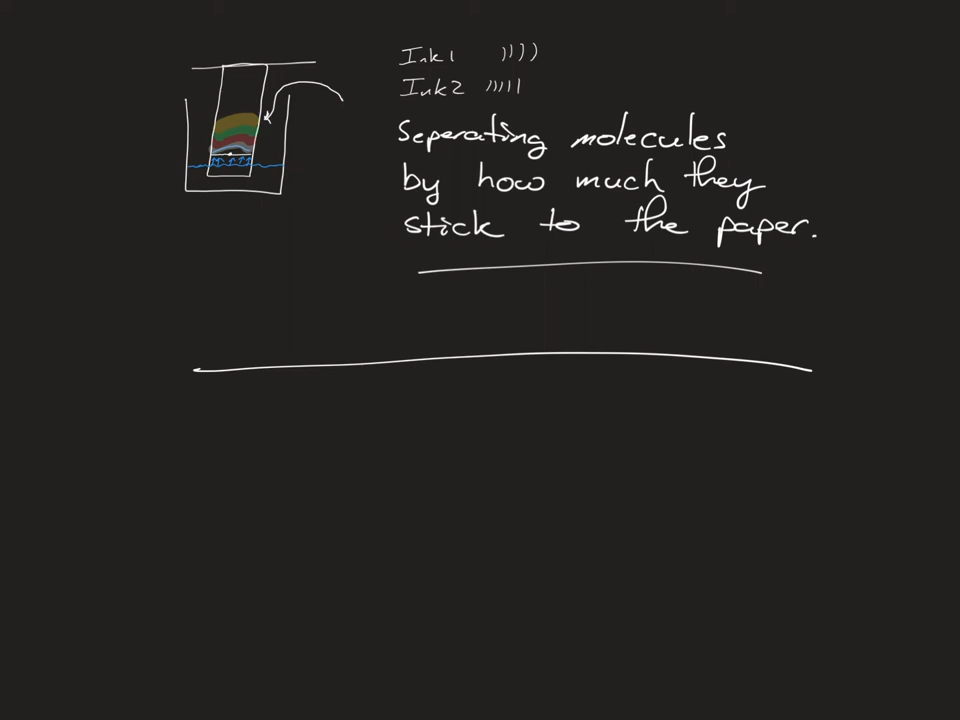 Ink1 ))))
Ink2 )))))
Seperating molecules
by how much they
stick to the paper.